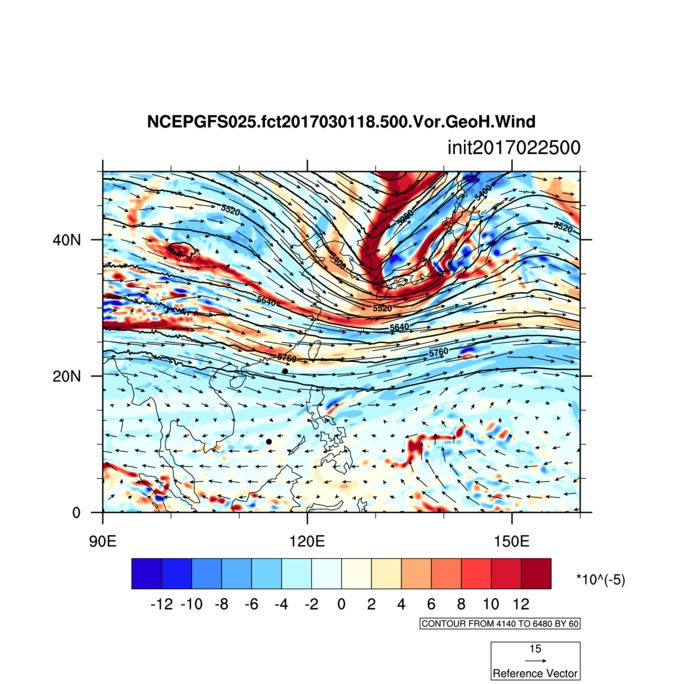 NCEPGFS025.fct2017030118.500.Vor.GeoH.Wind
init2017022500
5520
5400
5520
5640
5520
5640
5760
5760
40N
20N
0
90E 120E 150E
-12 -10 -8 -6 -4 -2 0 2 4 6 8 10 12
*10^(-5)
CONTOUR FROM 4140 TO 6480 BY 60
15
Reference Vector